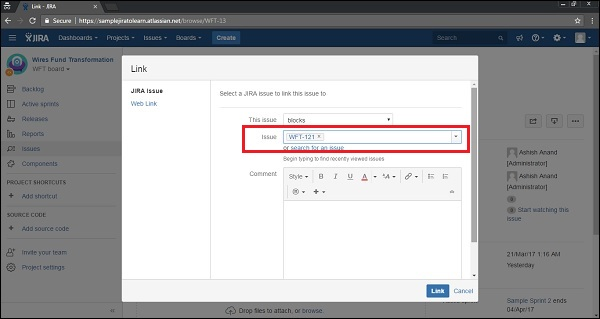 Link - JIRA
Secure | https://samplejiratolearn.atlassian.net/browse/WFT-13
JIRA Dashboards Projects Issues Boards Create
Wires Fund Transformation
WFT board
Backlog
Active sprints
Releases
Reports
Issues
Components
PROJECT SHORTCUTS
Add shortcut
SOURCE CODE
Add source code
Invite your team
Project settings
Link
JIRA Issue
Web Link
Select a JIRA issue to link this issue to
This issue blocks
Issue WFT-121 ×
or search for an issue
Begin typing to find recently viewed issues
Comment
Style B I U A
Link Cancel
Drop files to attach, or browse.
Ashish Anand
[Administrator]
Ashish Anand
[Administrator]
0
0 Start watching this
issue
21/Mar/17 1:16 AM
Yesterday
Sample Sprint 2 ends
04/Apr/17